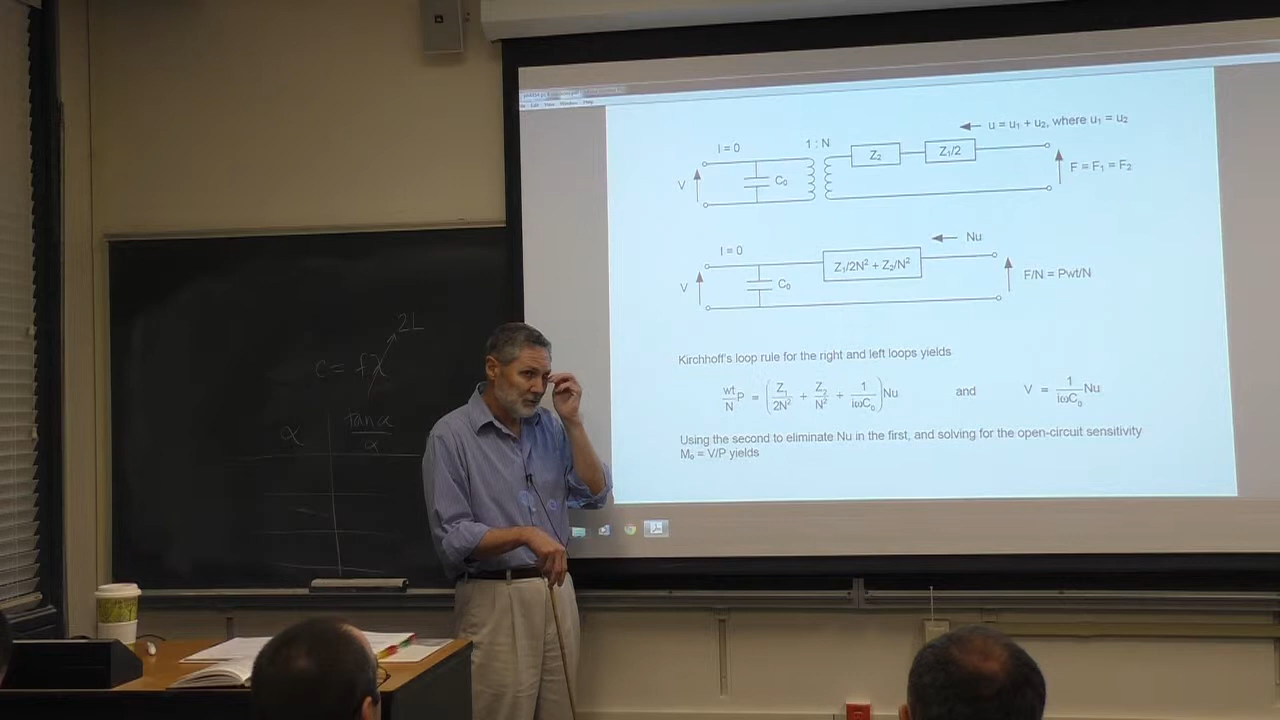 u = u₁ + u₂, where u₁ = u₂
I = 0
1 : N
Z₂
Z₁/2
V
C₀
F = F₁ = F₂
Nu
I = 0
Z₁/2N² + Z₂/N²
V
C₀
F/N = Pwt/N
Kirchhoff's loop rule for the right and left loops yields
wt/N P = (Z₁/2N² + Z₂/N² + 1/iωC₀)Nu and V = 1/iωC₀ Nu
Using the second to eliminate Nu in the first, and solving for the open-circuit sensitivity
M₀ = V/P yields
2L
c = fλ
α tanα/α